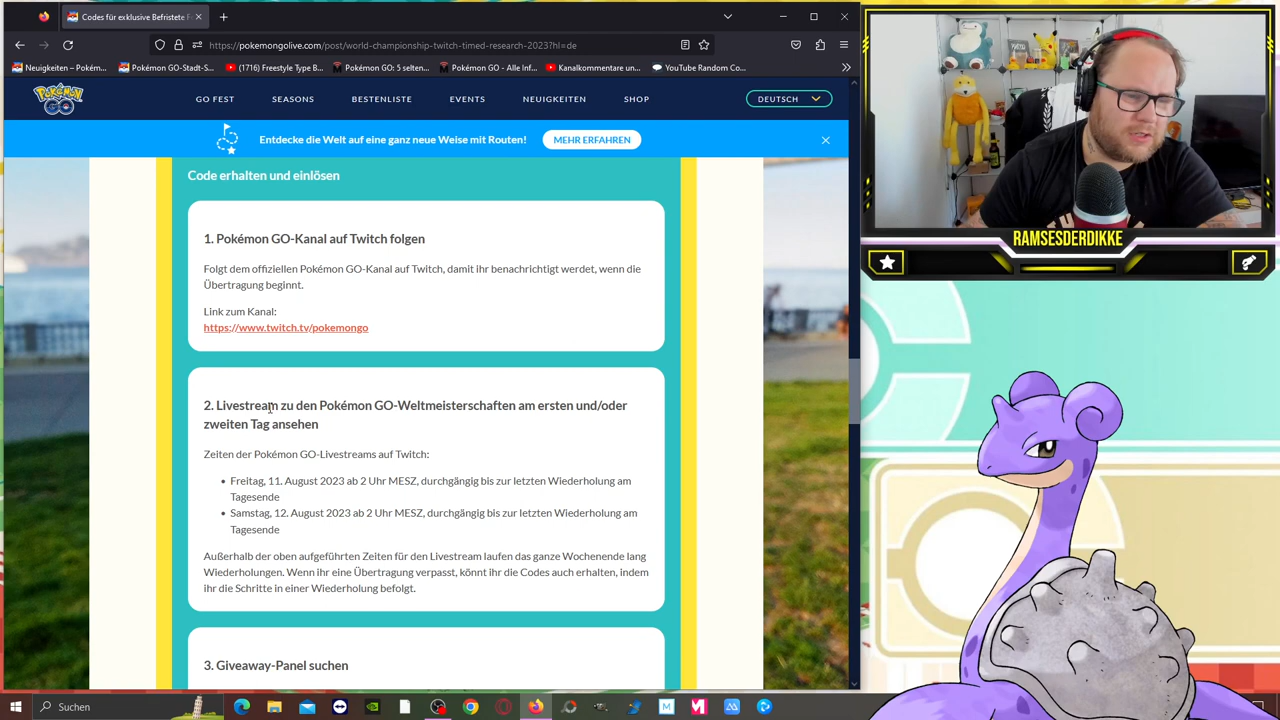 Codes für exklusive Befristete F
https://pokemongolive.com/post/world-championship-twitch-timed-research-2023?hl=de
Neuigkeiten – Pokém...
Pokémon GO-Stadt-S...
(1716) Freestyle Type B...
Pokémon GO: 5 selten...
Pokémon GO - Alle Inf...
Kanalkommentare un...
YouTube Random Co...
Pokémon GO
GO FEST
SEASONS
BESTENLISTE
EVENTS
NEUIGKEITEN
SHOP
DEUTSCH
Entdecke die Welt auf eine ganz neue Weise mit Routen!
MEHR ERFAHREN
Code erhalten und einlösen
1. Pokémon GO-Kanal auf Twitch folgen
Folgt dem offiziellen Pokémon GO-Kanal auf Twitch, damit ihr benachrichtigt werdet, wenn die
Übertragung beginnt.
Link zum Kanal:
https://www.twitch.tv/pokemongo
2. Livestream zu den Pokémon GO-Weltmeisterschaften am ersten und/oder
zweiten Tag ansehen
Zeiten der Pokémon GO-Livestreams auf Twitch:
• Freitag, 11. August 2023 ab 2 Uhr MESZ, durchgängig bis zur letzten Wiederholung am
Tagesende
• Samstag, 12. August 2023 ab 2 Uhr MESZ, durchgängig bis zur letzten Wiederholung am
Tagesende
Außerhalb der oben aufgeführten Zeiten für den Livestream laufen das ganze Wochenende lang
Wiederholungen. Wenn ihr eine Übertragung verpasst, könnt ihr die Codes auch erhalten, indem
ihr die Schritte in einer Wiederholung befolgt.
3. Giveaway-Panel suchen
Suchen
RAMSESDERDIKKE